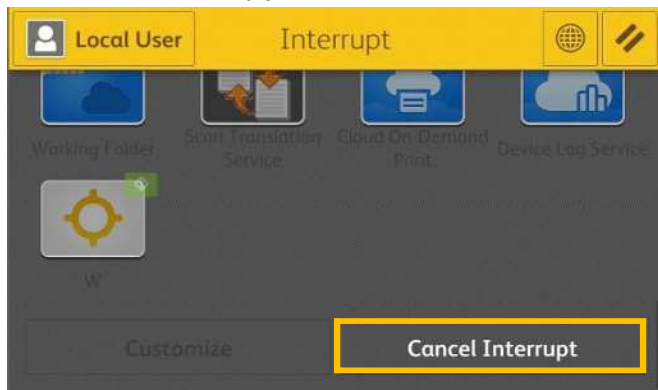 Local User
Interrupt
Working Folder
Scan Translation
Service
Cloud On-Demand
Print
Device Log Service
W
Customize
Cancel Interrupt